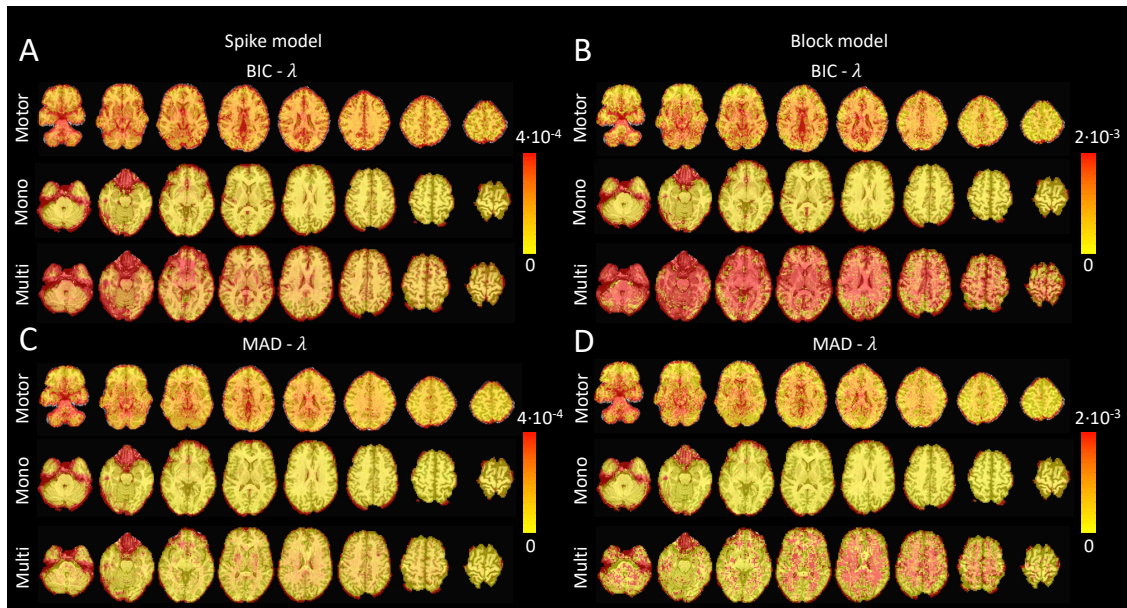 A
Spike model
BIC - λ
Motor
Mono
Multi
4·10⁻⁴
0
B
Block model
BIC - λ
Motor
Mono
Multi
2·10⁻³
0
C
MAD - λ
Motor
Mono
Multi
4·10⁻⁴
0
D
MAD - λ
Motor
Mono
Multi
2·10⁻³
0